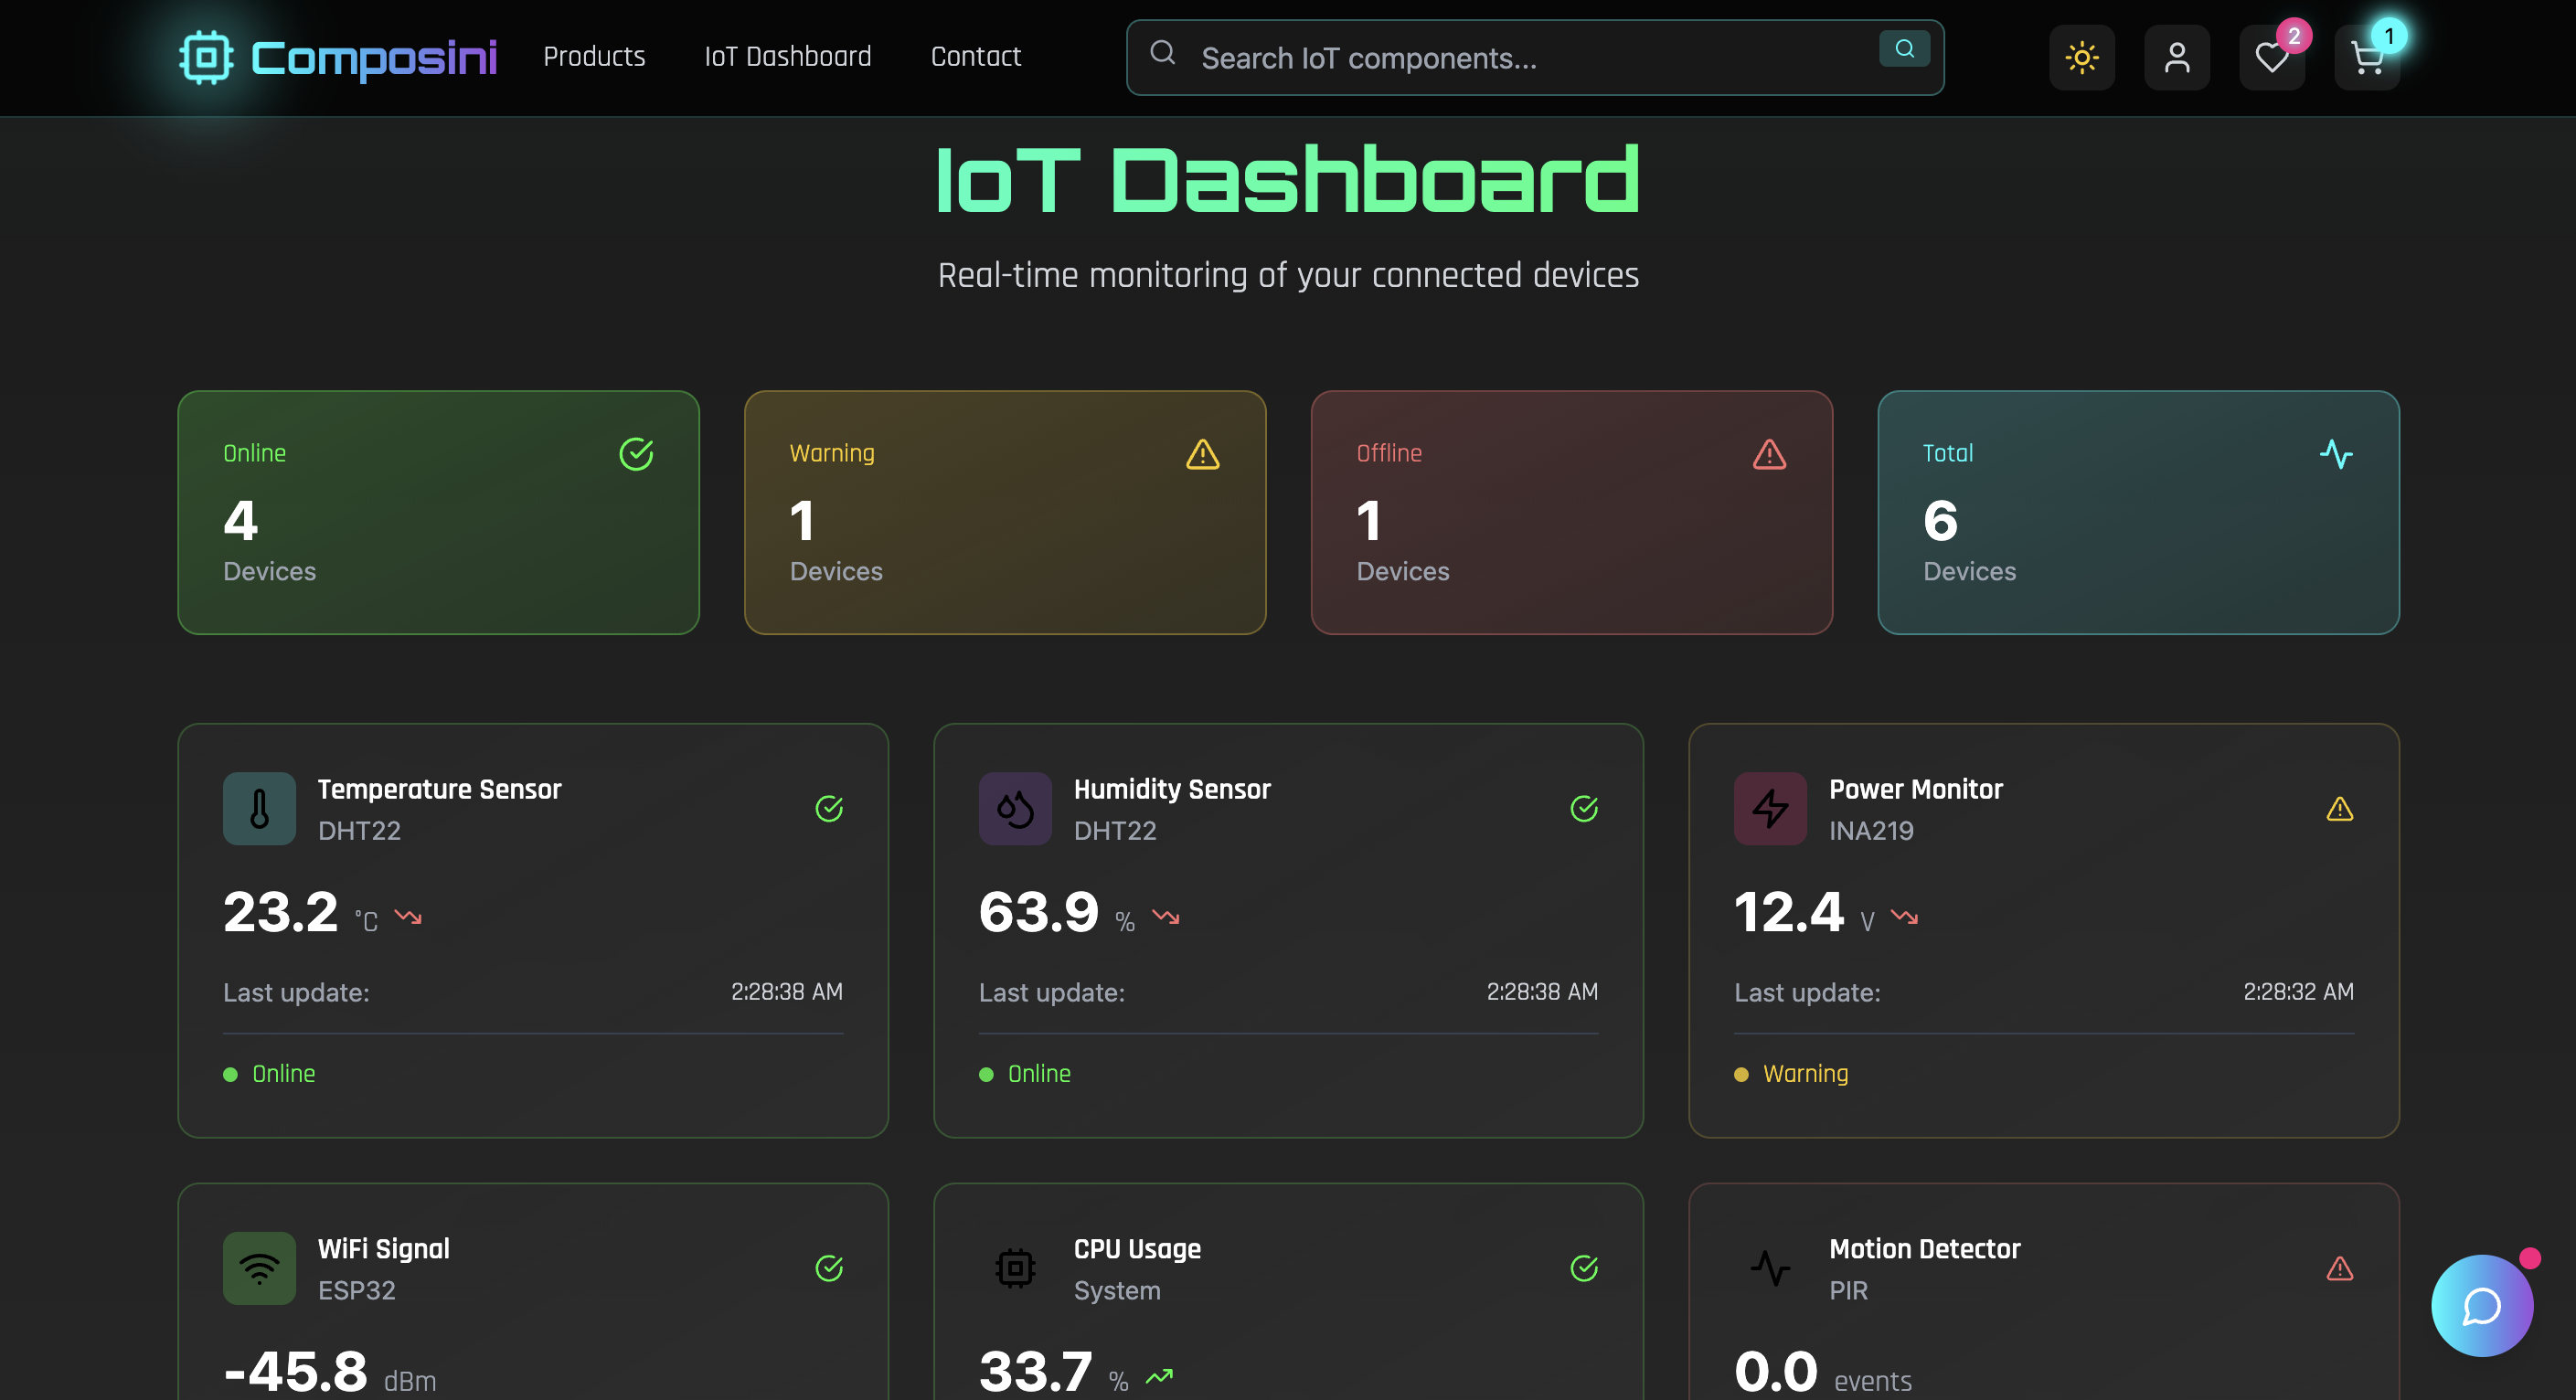 Composini
Products
IoT Dashboard
Contact
Search IoT components...
2
1
IoT Dashboard
Real-time monitoring of your connected devices
Online
4
Devices
Warning
1
Devices
Offline
1
Devices
Total
6
Devices
Temperature Sensor
DHT22
23.2 °C
Last update: 2:28:38 AM
Online
Humidity Sensor
DHT22
63.9 %
Last update: 2:28:38 AM
Online
Power Monitor
INA219
12.4 V
Last update: 2:28:32 AM
Warning
WiFi Signal
ESP32
-45.8 dBm
CPU Usage
System
33.7 %
Motion Detector
PIR
0.0 events